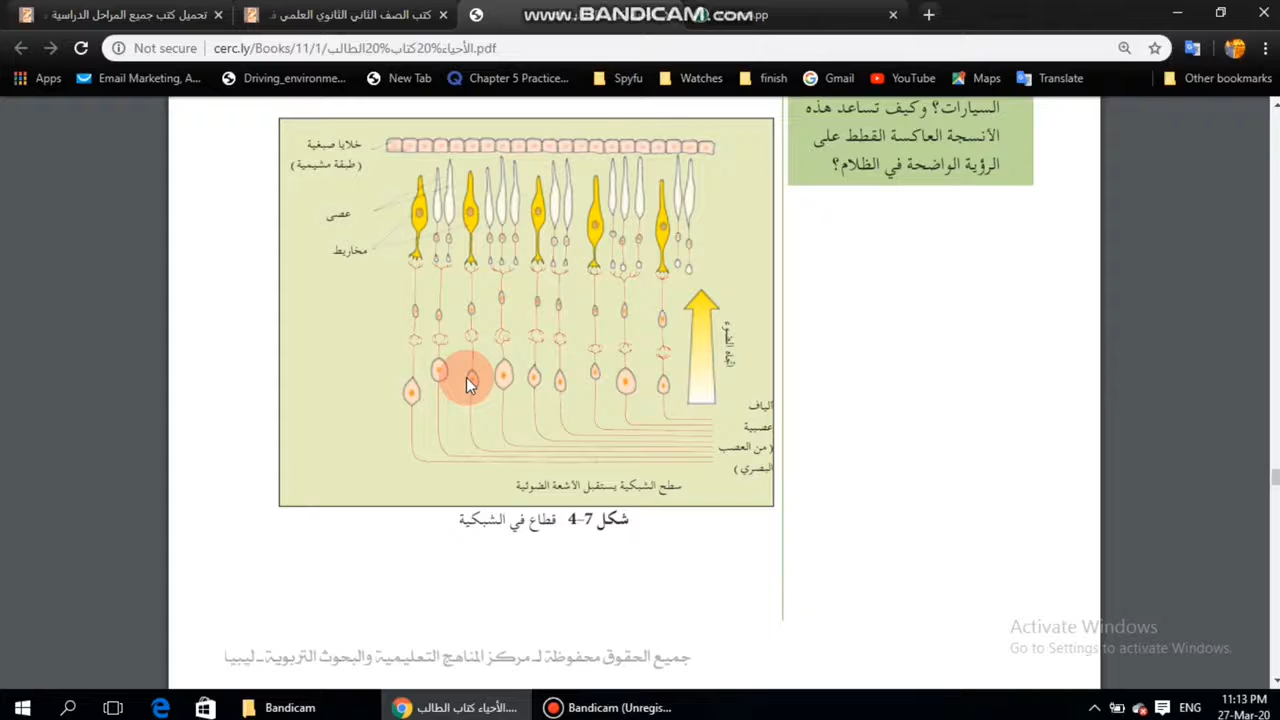 تحميل كتب جميع المراحل الدراسية
كتب الصف الثاني الثانوي العلمي
www.BANDICAM.com
Not secure
cerc.ly/Books/11/1/الأحياء%20كتاب%20الطالب.pdf
Apps
Email Marketing, A...
Driving_environme...
New Tab
Chapter 5 Practice...
Spyfu
Watches
finish
Gmail
YouTube
Maps
Translate
Other bookmarks
السيارات؟ وكيف تساعد هذه
الأنسجة العاكسة القطط على
الرؤية الواضحة في الظلام؟
خلايا صبغية
(طبقة مشيمية)
عصى
مخاريط
اتجاه الضوء
ألياف
عصبية
(من العصب
البصري)
سطح الشبكية يستقبل الأشعة الضوئية
شكل 7-4 قطاع في الشبكية
جميع الحقوق محفوظة لـ مركز المناهج التعليمية والبحوث التربوية - ليبيا
Activate Windows
Go to Settings to activate Windows.
Bandicam
الأحياء كتاب الطالب....
Bandicam (Unregis...
ENG
11:13 PM
27-Mar-20